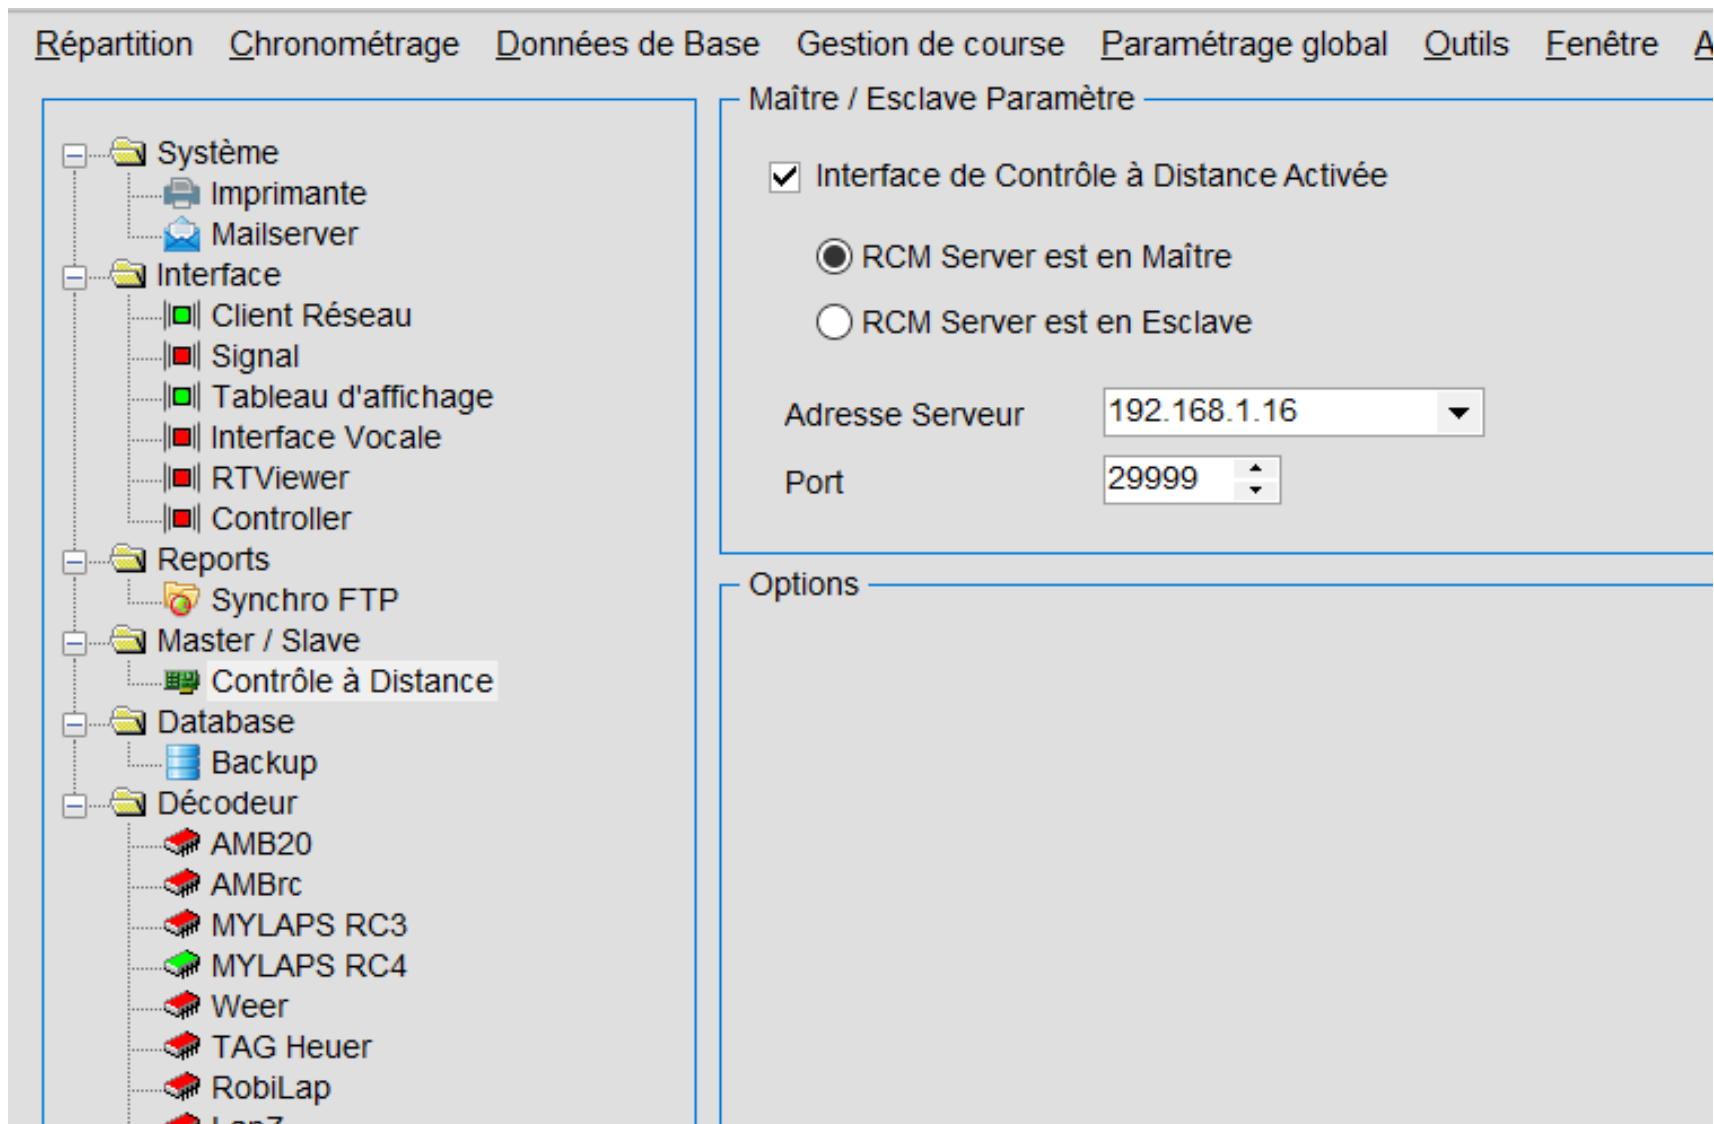 Répartition Chronométrage Données de Base Gestion de course Paramétrage global Outils Fenêtre
Système
Imprimante
Mailserver
Interface
Client Réseau
Signal
Tableau d'affichage
Interface Vocale
RTViewer
Controller
Reports
Synchro FTP
Master / Slave
Contrôle à Distance
Database
Backup
Décodeur
AMB20
AMBrc
MYLAPS RC3
MYLAPS RC4
Weer
TAG Heuer
RobiLap
Maître / Esclave Paramètre
Interface de Contrôle à Distance Activée
RCM Server est en Maître
RCM Server est en Esclave
Adresse Serveur 192.168.1.16
Port 29999
Options